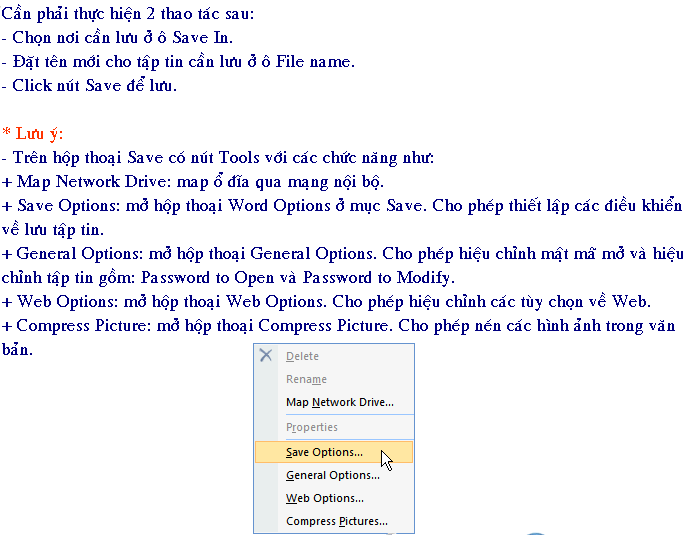 Cần phải thực hiện 2 thao tác sau:
- Chọn nơi cần lưu ở ô Save In.
- Đặt tên mới cho tập tin cần lưu ở ô File name.
- Click nút Save để lưu.
* Lưu ý:
- Trên hộp thoại Save có nút Tools với các chức năng như:
+ Map Network Drive: map ổ đĩa qua mạng nội bộ.
+ Save Options: mở hộp thoại Word Options ở mục Save. Cho phép thiết lập các điều khiển
về lưu tập tin.
+ General Options: mở hộp thoại General Options. Cho phép hiệu chỉnh mật mã mở và hiệu
chỉnh tập tin gồm: Password to Open và Password to Modify.
+ Web Options: mở hộp thoại Web Options. Cho phép hiệu chỉnh các tùy chọn về Web.
+ Compress Picture: mở hộp thoại Compress Picture. Cho phép nén các hình ảnh trong văn
bản.
Delete
Rename
Map Network Drive...
Properties
Save Options...
General Options...
Web Options...
Compress Pictures...